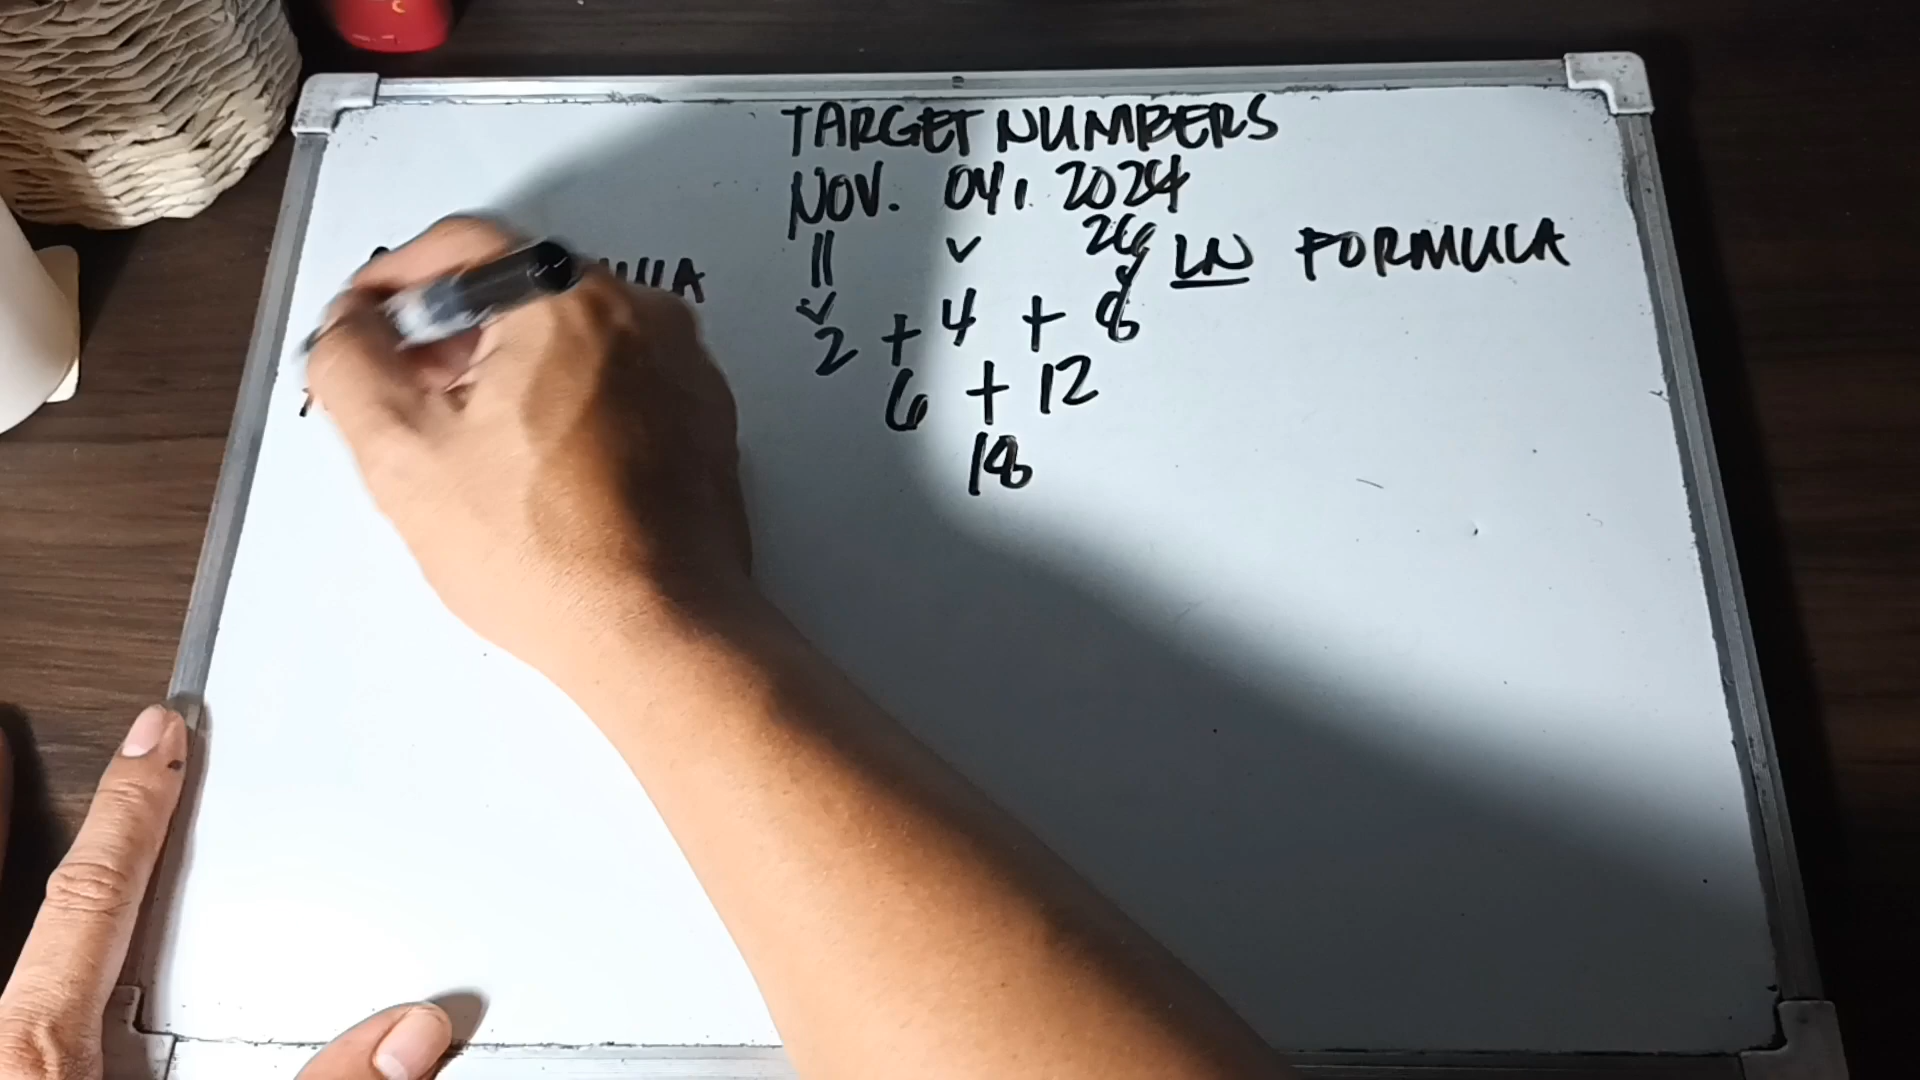 TARGET NUMBERS
NOV. 04, 2024
11 26
LN FORMULA
2 + 4 + 8
6 + 12
18